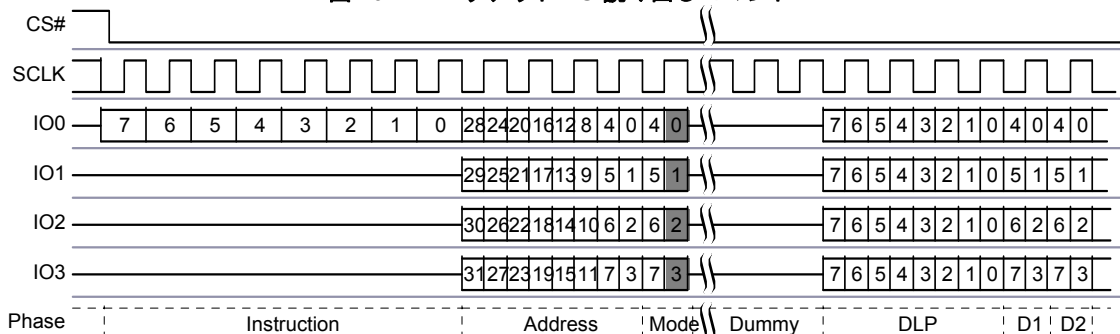 CS#
SCLK
IO0 7 6 5 4 3 2 1 0 28 24 20 16 12 8 4 0 4 0 7 6 5 4 3 2 1 0 4 0 4 0
IO1 29 25 21 17 13 9 5 1 5 1 7 6 5 4 3 2 1 0 5 1 5 1
IO2 30 26 22 18 14 10 6 2 6 2 7 6 5 4 3 2 1 0 6 2 6 2
IO3 31 27 23 19 15 11 7 3 7 3 7 6 5 4 3 2 1 0 7 3 7 3
Phase Instruction Address Mode Dummy DLP D1 D2